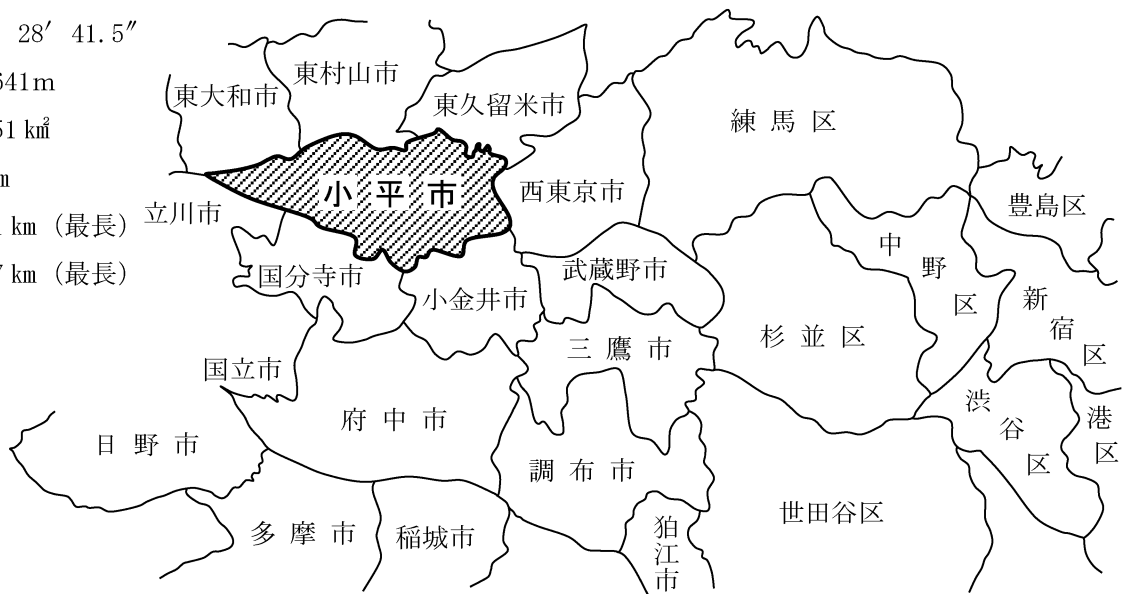 28′ 41.5″
641m
51 k㎡
m
km (最長)
7 km (最長)
東村山市
東大和市
東久留米市
練馬区
小平市
西東京市
立川市
豊島区
中野区
国分寺市
武蔵野市
小金井市
新宿区
三鷹市
杉並区
国立市
渋谷区
府中市
港区
日野市
調布市
世田谷区
多摩市
稲城市
狛江市